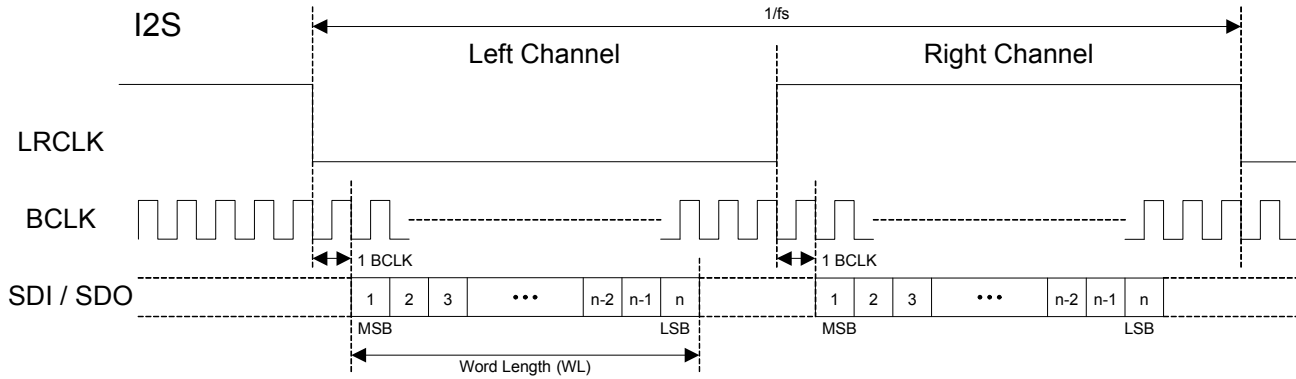 I2S
1/fs
Left Channel
Right Channel
LRCLK
BCLK
1 BCLK
1 BCLK
SDI / SDO
1 2 3 ••• n-2 n-1 n
1 2 3 ••• n-2 n-1 n
MSB
LSB
MSB
LSB
Word Length (WL)